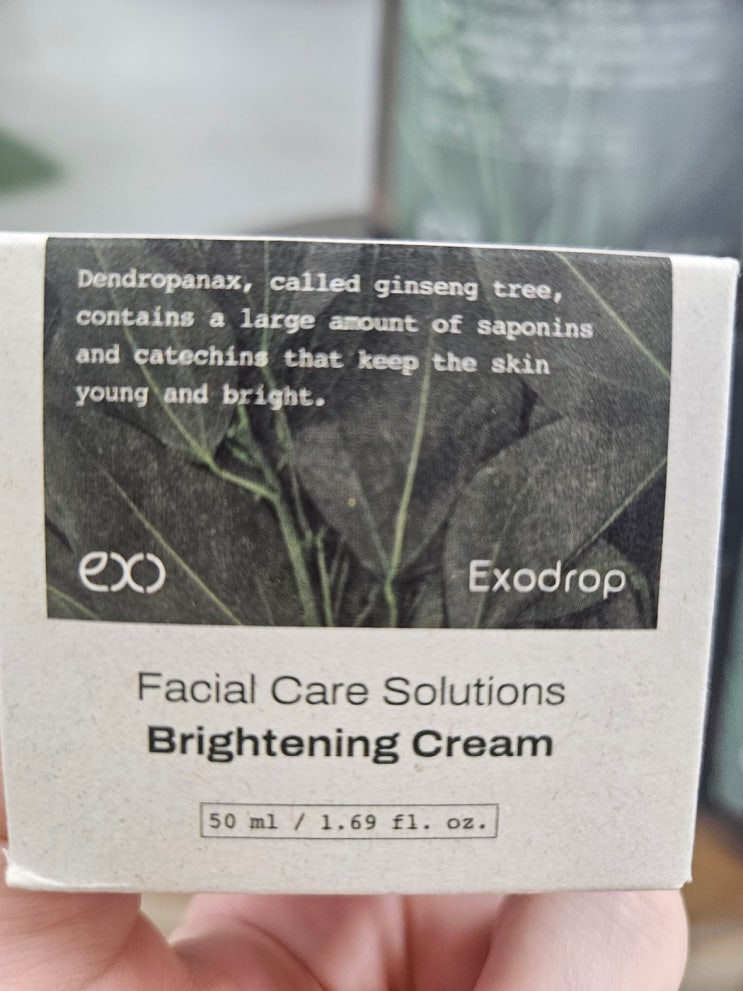 Dendropanax, called ginseng tree,
contains a large amount of saponins
and catechins that keep the skin
young and bright.
exo
Exodrop
Facial Care Solutions
Brightening Cream
50 ml / 1.69 fl. oz.